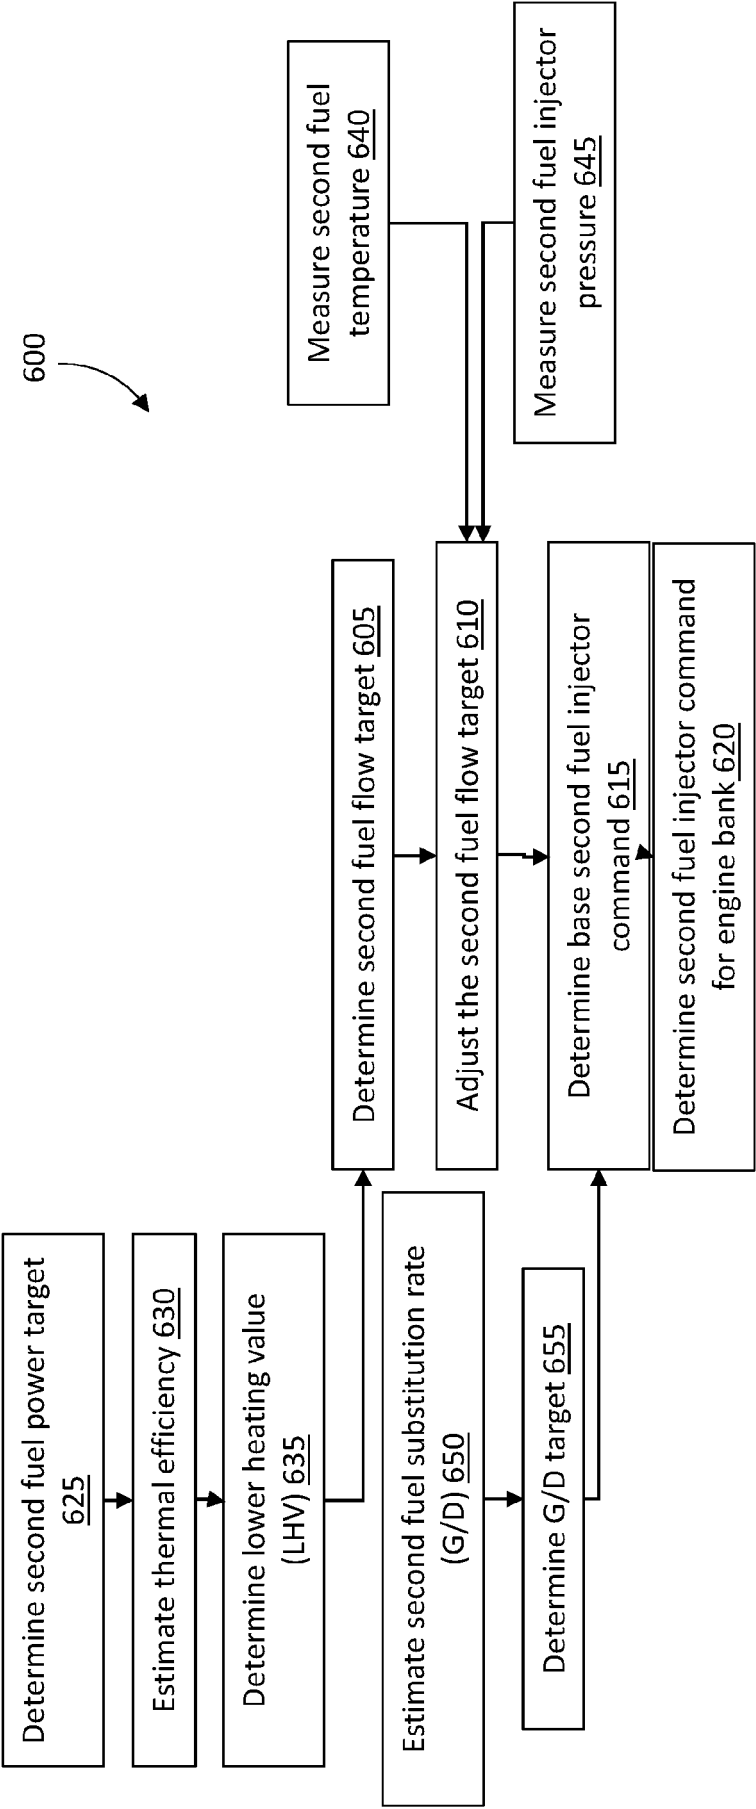 600
Determine second fuel power target
625
Estimate thermal efficiency 630
Determine lower heating value
(LHV) 635
Determine second fuel flow target 605
Measure second fuel
temperature 640
Adjust the second fuel flow target 610
Measure second fuel injector
pressure 645
Estimate second fuel substitution rate
(G/D) 650
Determine G/D target 655
Determine base second fuel injector
command 615
Determine second fuel injector command
for engine bank 620